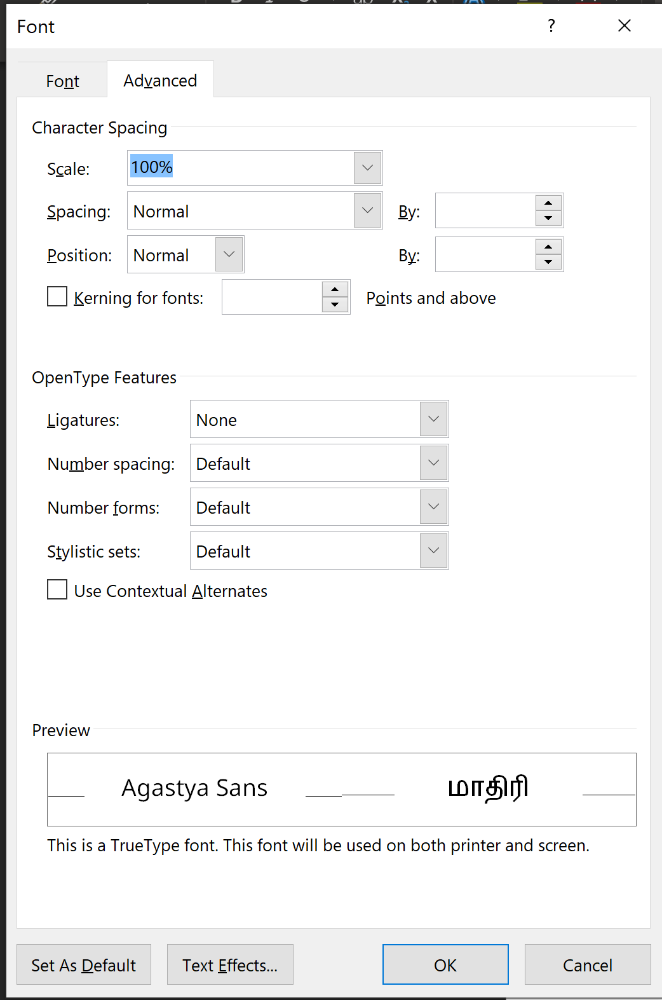 Font ?
Font Advanced
Character Spacing
Scale: 100%
Spacing: Normal By:
Position: Normal By:
Kerning for fonts: Points and above
OpenType Features
Ligatures: None
Number spacing: Default
Number forms: Default
Stylistic sets: Default
Use Contextual Alternates
Preview
Agastya Sans மாதிரி
This is a TrueType font. This font will be used on both printer and screen.
Set As Default Text Effects... OK Cancel